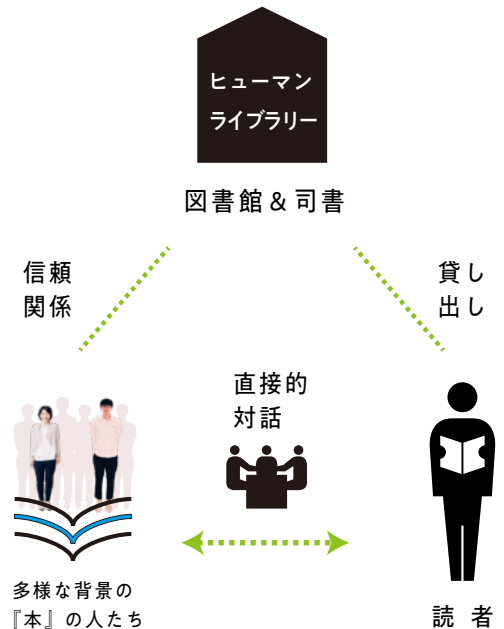 ヒューマン
ライブラリー
図書館&司書
信頼
関係
貸し
出し
直接的
対話
多様な背景の
『本』の人たち
読 者